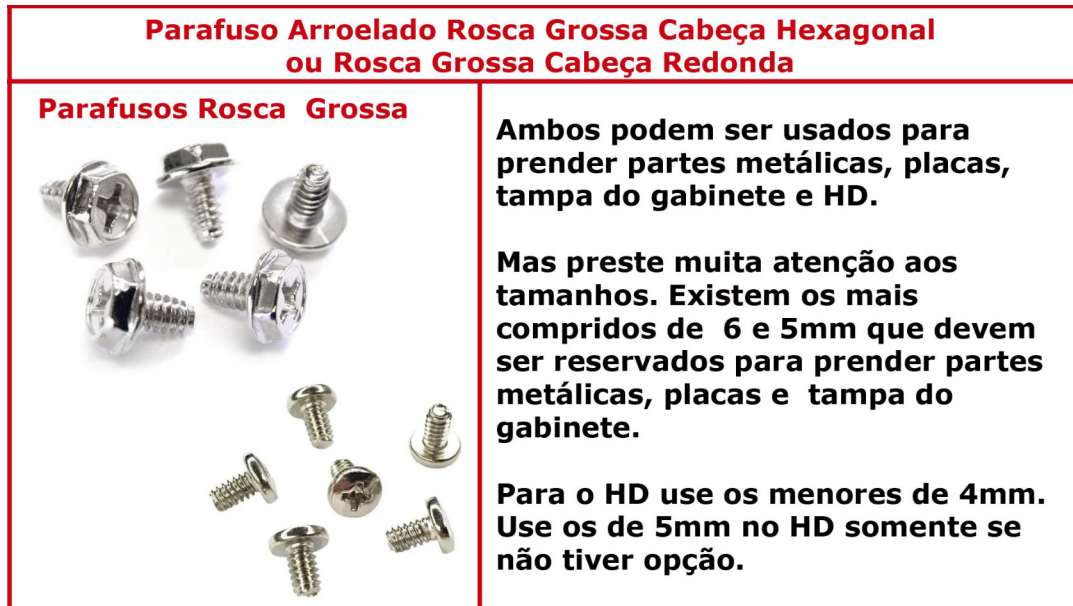 Parafuso Arroelado Rosca Grossa Cabeça Hexagonal
ou Rosca Grossa Cabeça Redonda
Parafusos Rosca Grossa
Ambos podem ser usados para
prender partes metálicas, placas,
tampa do gabinete e HD.
Mas preste muita atenção aos
tamanhos. Existem os mais
compridos de 6 e 5mm que devem
ser reservados para prender partes
metálicas, placas e tampa do
gabinete.
Para o HD use os menores de 4mm.
Use os de 5mm no HD somente se
não tiver opção.